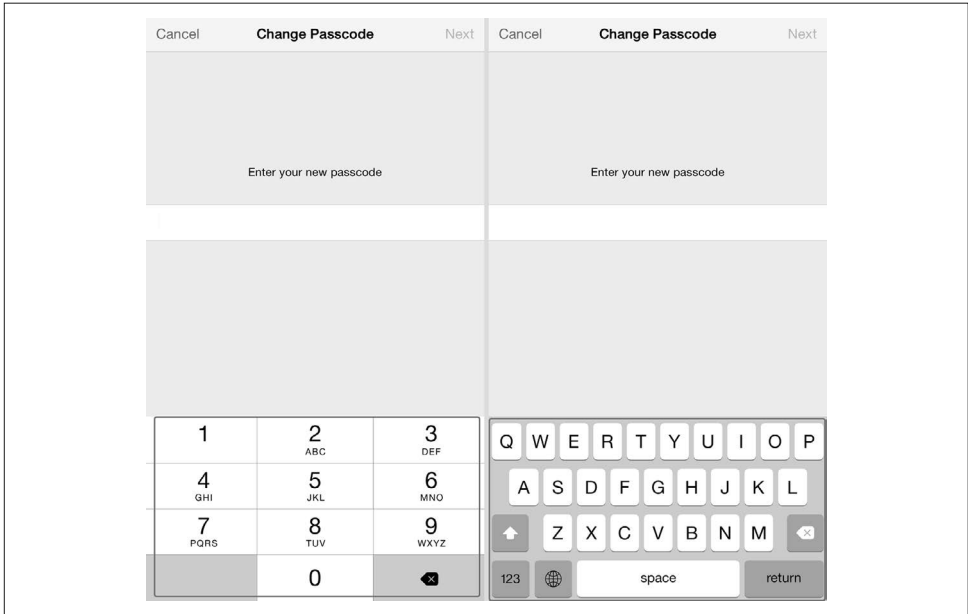 Cancel Change Passcode Next
Enter your new passcode
1 2 3
ABC DEF
4 5 6
GHI JKL MNO
7 8 9
PQRS TUV WXYZ
0
Cancel Change Passcode Next
Enter your new passcode
Q W E R T Y U I O P
A S D F G H J K L
Z X C V B N M
123 space return